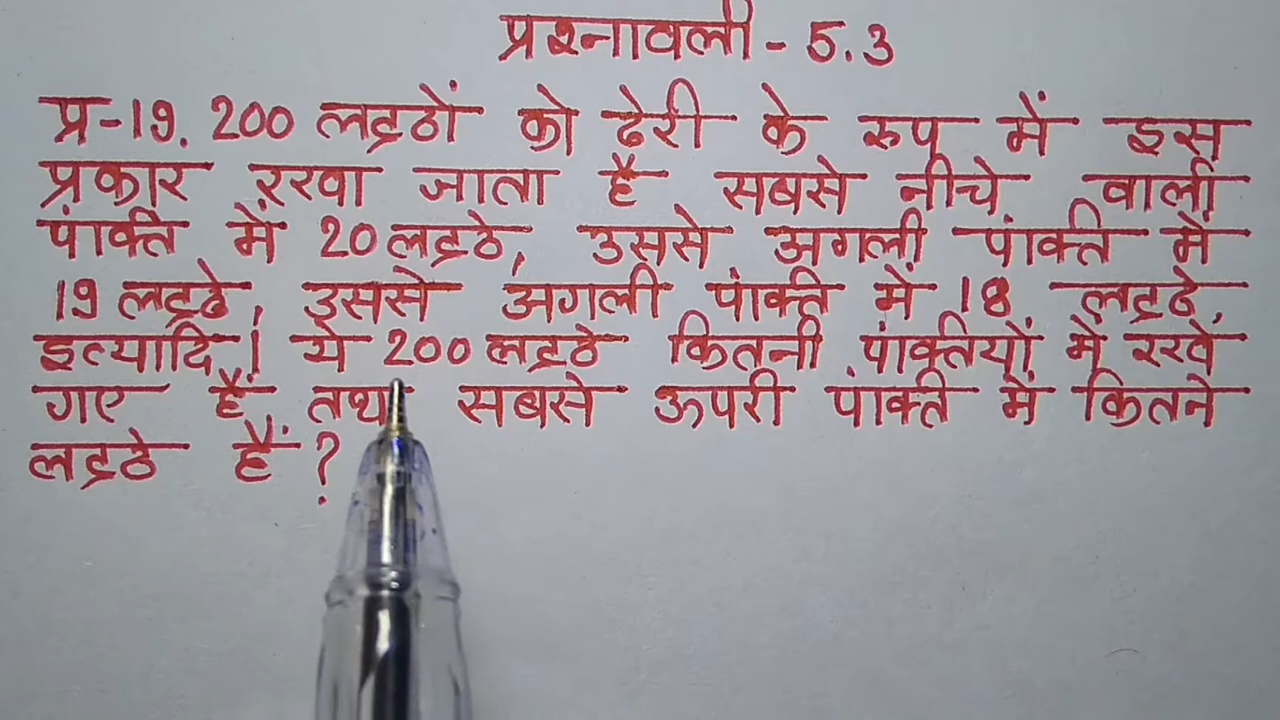 प्रश्नावली - 5.3
प्र-19. 200 लट्ठों को ढेरी के रूप में इस
प्रकार रखा जाता है सबसे नीचे वाली
पंक्ति में 20 लट्ठे, उससे अगली पंक्ति में
19 लट्ठे, उससे अगली पंक्ति में 18 लट्ठे,
इत्यादि। ये 200 लट्ठे कितनी पंक्तियों में रखे
गए हैं, तथा सबसे ऊपरी पंक्ति में कितने
लट्ठे हैं?